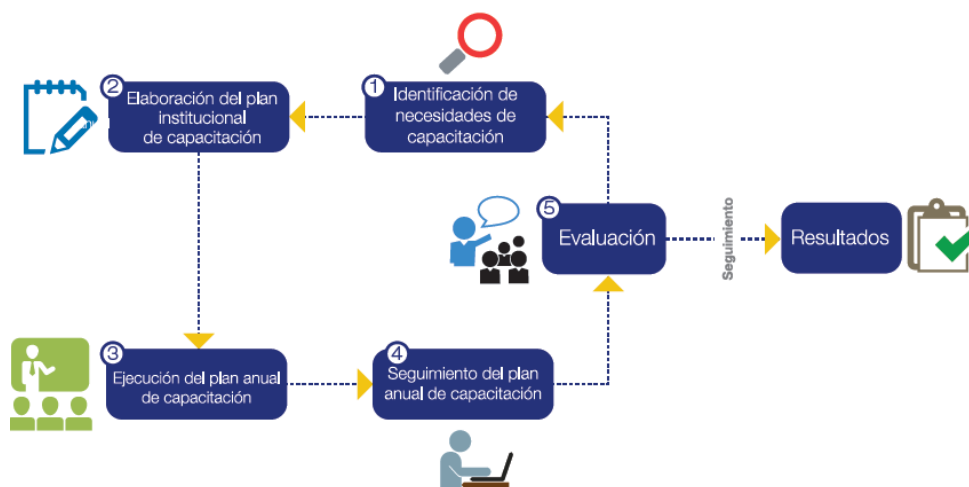 1
Identificación de
necesidades de
capacitación
2
Elaboración del plan
institucional
de capacitación
3
Ejecución del plan anual
de capacitación
4
Seguimiento del plan
anual de capacitación
5
Evaluación
Seguimiento
Resultados